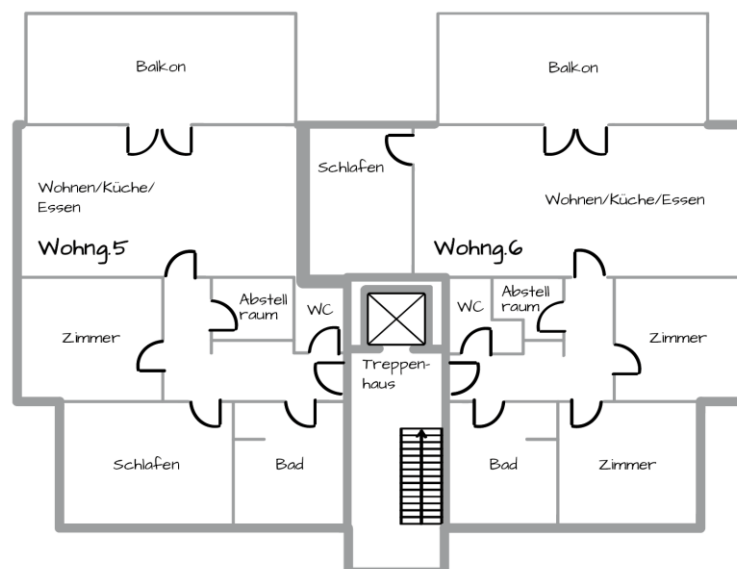 Balkon
Balkon
Schlafen
Wohnen/Küche/
Essen
Wohnen/Küche/Essen
Wohng.5
Wohng.6
Abstell
raum
WC
WC
Abstell
raum
Zimmer
Zimmer
Treppen-
haus
Schlafen
Bad
Bad
Zimmer